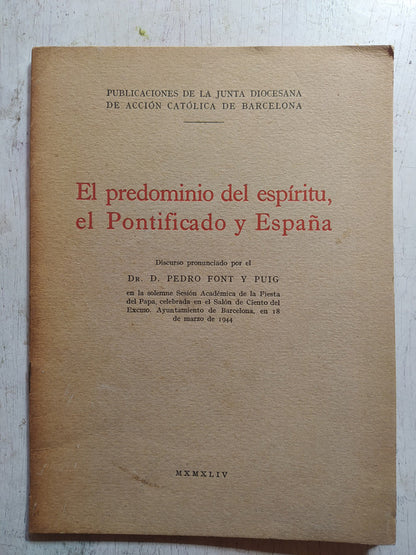 PUBLICACIONES DE LA JUNTA DIOCESANA
DE ACCIÓN CATÓLICA DE BARCELONA
El predominio del espíritu,
el Pontificado y España
Discurso pronunciado por el
DR. D. PEDRO FONT Y PUIG
en la solemne Sesión Académica de la Fiesta
del Papa, celebrada en el Salón de Ciento del
Excmo. Ayuntamiento de Barcelona, en 18
de marzo de 1944
MXMXLIV